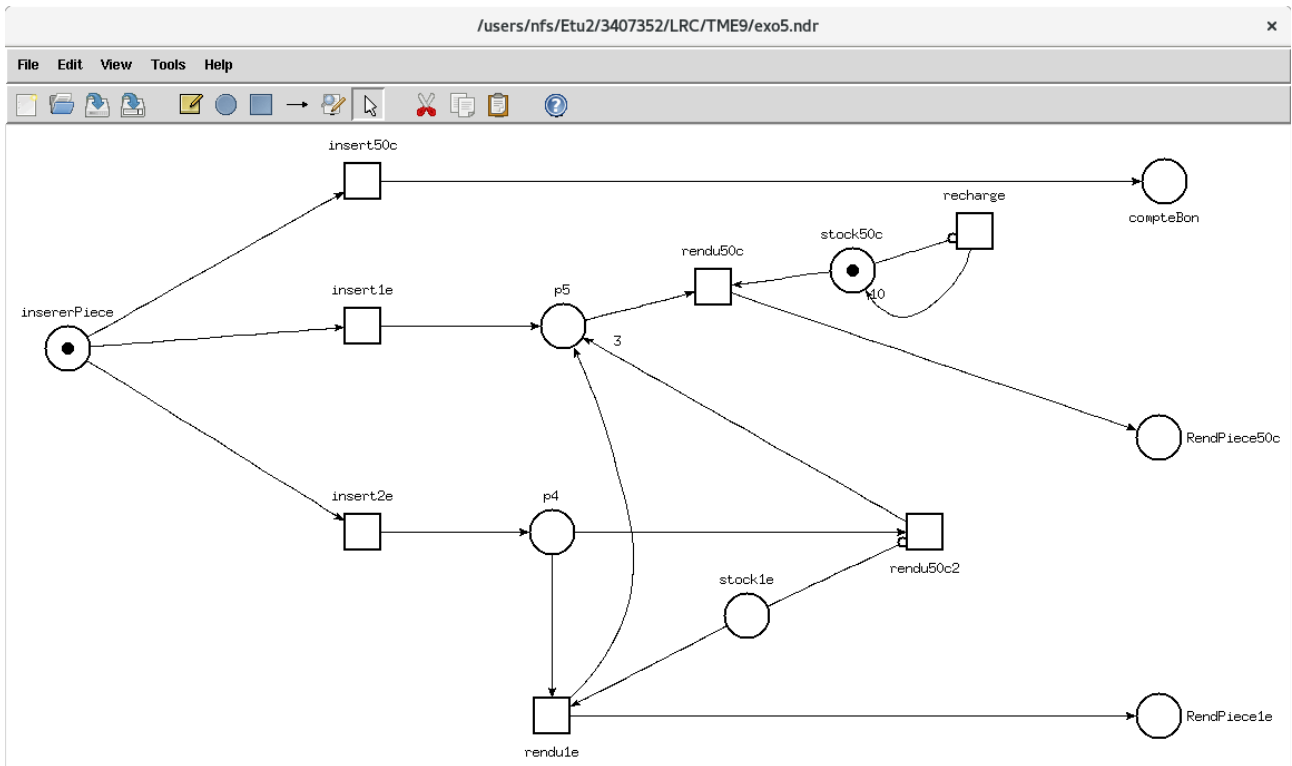 /users/nfs/Etu2/3407352/LRC/TME9/exo5.ndr
×
File Edit View Tools Help
insert50c
recharge
compteBon
stock50c
rendu50c
10
insert1e
p5
insererPiece
3
RendPiece50c
insert2e
p4
rendu50c2
stock1e
RendPiece1e
rendu1e